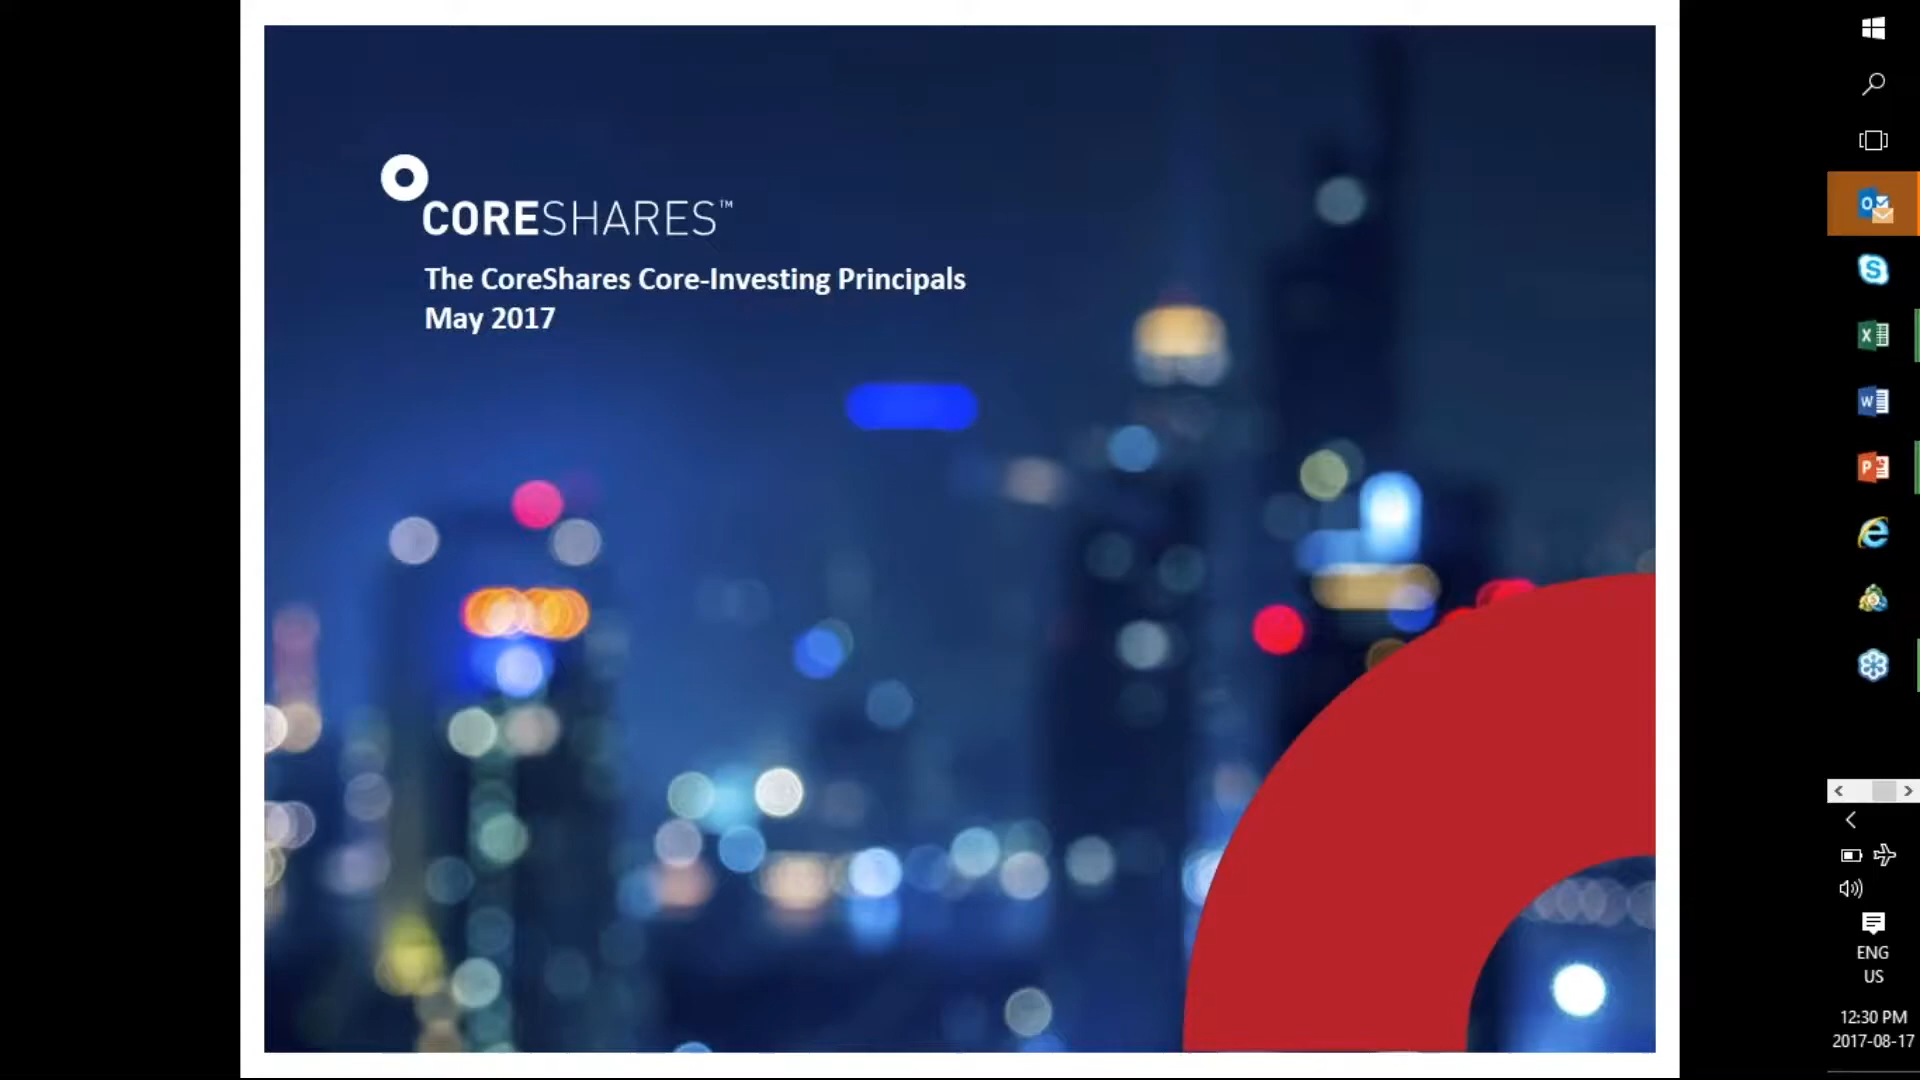 CORESHARES™
The CoreShares Core-Investing Principals
May 2017
ENG
US
12:30 PM
2017-08-17